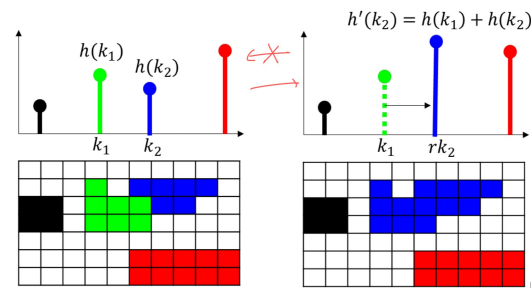 h(k₁)
h(k₂)
k₁ k₂
h′(k₂) = h(k₁) + h(k₂)
k₁ rk₂